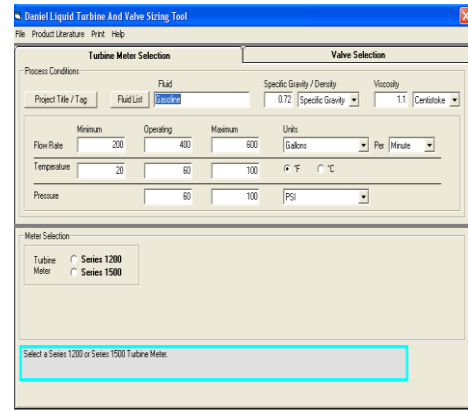 Daniel Liquid Turbine And Valve Sizing Tool
File Product Literature Print Help
Turbine Meter Selection Valve Selection
Process Conditions
Fluid Specific Gravity / Density Viscosity
Project Title / Tag Fluid List Gasoline 0.72 Specific Gravity 1.1 Centistoke
Minimum Operating Maximum Units
Flow Rate 200 400 600 Gallons Per Minute
Temperature 20 60 100 °F °C
Pressure 60 100 PSI
Meter Selection
Turbine Series 1200
Meter Series 1500
Select a Series 1200 or Series 1500 Turbine Meter.